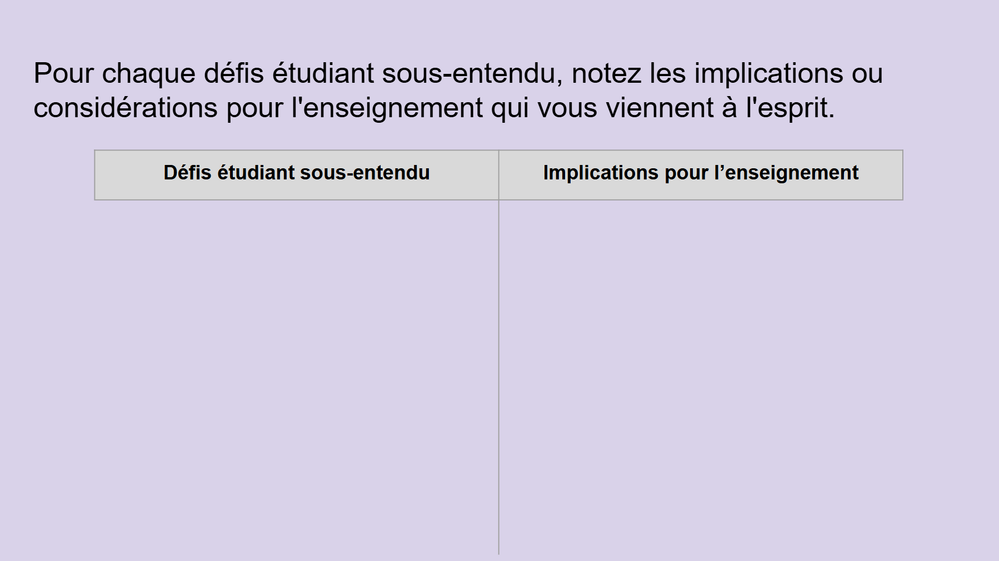 Pour chaque défis étudiant sous-entendu, notez les implications ou
considérations pour l'enseignement qui vous viennent à l'esprit.
Défis étudiant sous-entendu
Implications pour l’enseignement